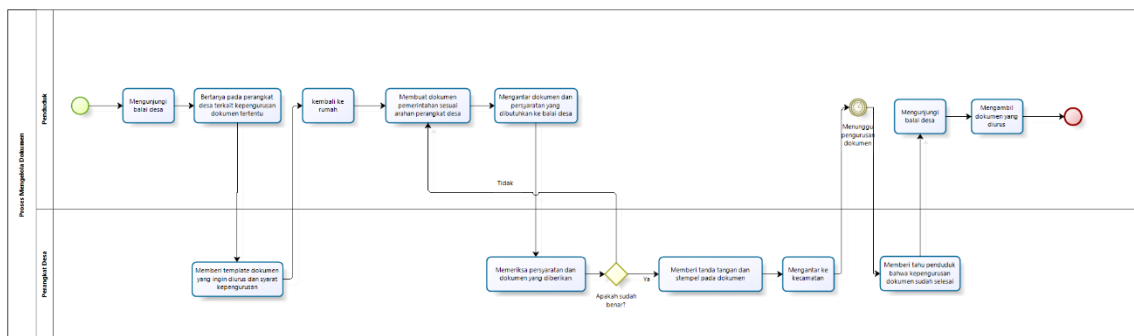 Proses Mengelola Dokumen
Penduduk
Mengunjungi
balai desa
Bertanya pada perangkat
desa terkait kepengurusan
dokumen tertentu
kembali ke
rumah
Membuat dokumen
pemerintahan sesuai
arahan perangkat desa
Mengantar dokumen dan
persyaratan yang
dibutuhkan ke balai desa
Menunggu
pengurusan
dokumen
Mengunjungi
balai desa
Mengambil
dokumen yang
diurus
Tidak
Perangkat Desa
Memberi template dokumen
yang ingin diurus dan syarat
kepengurusan
Memeriksa persyaratan dan
dokumen yang diberikan
Apakah sudah
benar?
Ya
Memberi tanda tangan dan
stempel pada dokumen
Mengantar ke
kecamatan
Memberi tahu penduduk
bahwa kepengurusan
dokumen sudah selesai